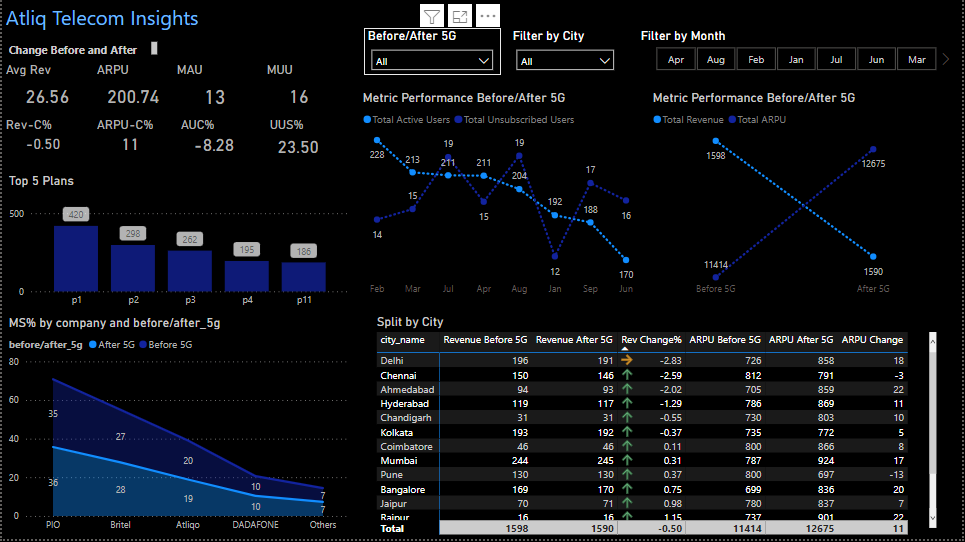 Atliq Telecom Insights
Change Before and After
Avg Rev ARPU MAU MUU
26.56 200.74 13 16
Rev-C% ARPU-C% AUC% UUS%
-0.50 11 -8.28 23.50
Before/After 5G Filter by City Filter by Month
All All Apr Aug Feb Jan Jul Jun Mar
Top 5 Plans
500
420
298
262
195
186
0
p1 p2 p3 p4 p11
Metric Performance Before/After 5G
Total Active Users Total Unsubscribed Users
228 213 211 211 204 192 188 170
14 15 19 15 19 12 17 16
Feb Mar Jul Apr Aug Jan Sep Jun
Metric Performance Before/After 5G
Total Revenue Total ARPU
1598 12675
11414 1590
Before 5G After 5G
MS% by company and before/after_5g
before/after_5g After 5G Before 5G
80
60
40
20
0
35 27 20 10 7
36 28 19 10 7
PIO Britel Atliqo DADAFONE Others
Split by City
city_name Revenue Before 5G Revenue After 5G Rev Change% ARPU Before 5G ARPU After 5G ARPU Change
Delhi 196 191 -2.83 726 858 18
Chennai 150 146 -2.59 812 791 -3
Ahmedabad 94 93 -2.02 705 859 22
Hyderabad 119 117 -1.29 786 869 11
Chandigarh 31 31 -0.55 730 803 10
Kolkata 193 192 -0.37 735 772 5
Coimbatore 46 46 0.11 800 866 8
Mumbai 244 245 0.31 787 924 17
Pune 130 130 0.37 800 697 -13
Bangalore 169 170 0.75 699 836 20
Jaipur 70 71 0.98 784 837 7
Raipur 16 16 1.15 737 901 22
Total 1598 1590 -0.50 11414 12675 11